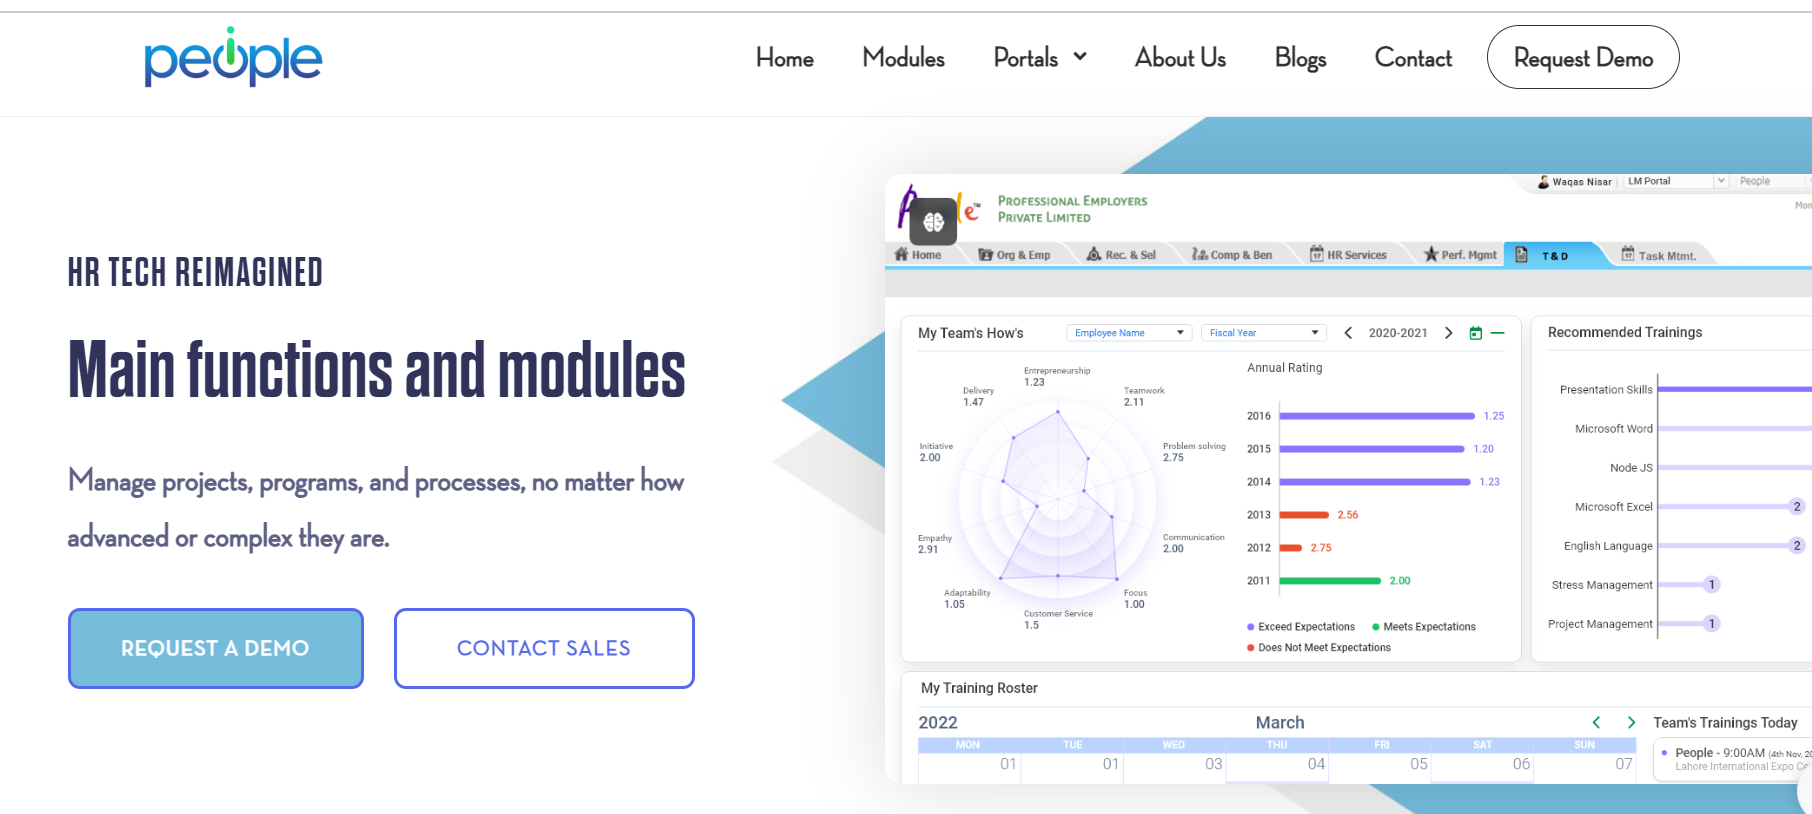 people
Home
Modules
Portals
About Us
Blogs
Contact
Request Demo
HR TECH REIMAGINED
Main functions and modules
Manage projects, programs, and processes, no matter how
advanced or complex they are.
REQUEST A DEMO
CONTACT SALES
PROFESSIONAL EMPLOYERS
PRIVATE LIMITED
Waqas Nisar
LM Portal
People
Home
Org & Emp
Rec. & Sel
Comp & Ben
HR Services
Perf. Mgmt
T & D
Task Mtmt.
My Team's How's
Employee Name
Fiscal Year
2020-2021
Entrepreneurship
1.23
Delivery
1.47
Teamwork
2.11
Initiative
2.00
Problem solving
2.75
Empathy
2.91
Communication
2.00
Adaptability
1.05
Focus
1.00
Customer Service
1.5
Annual Rating
2016 1.25
2015 1.20
2014 1.23
2013 2.56
2012 2.75
2011 2.00
Exceed Expectations
Meets Expectations
Does Not Meet Expectations
Recommended Trainings
Presentation Skills
Microsoft Word
Node JS
Microsoft Excel 2
English Language 2
Stress Management 1
Project Management 1
My Training Roster
2022
March
MON TUE WED THU FRI SAT SUN
01 01 03 04 05 06 07
Team's Trainings Today
People - 9:00AM (4th Nov, 20
Lahore International Expo Ce